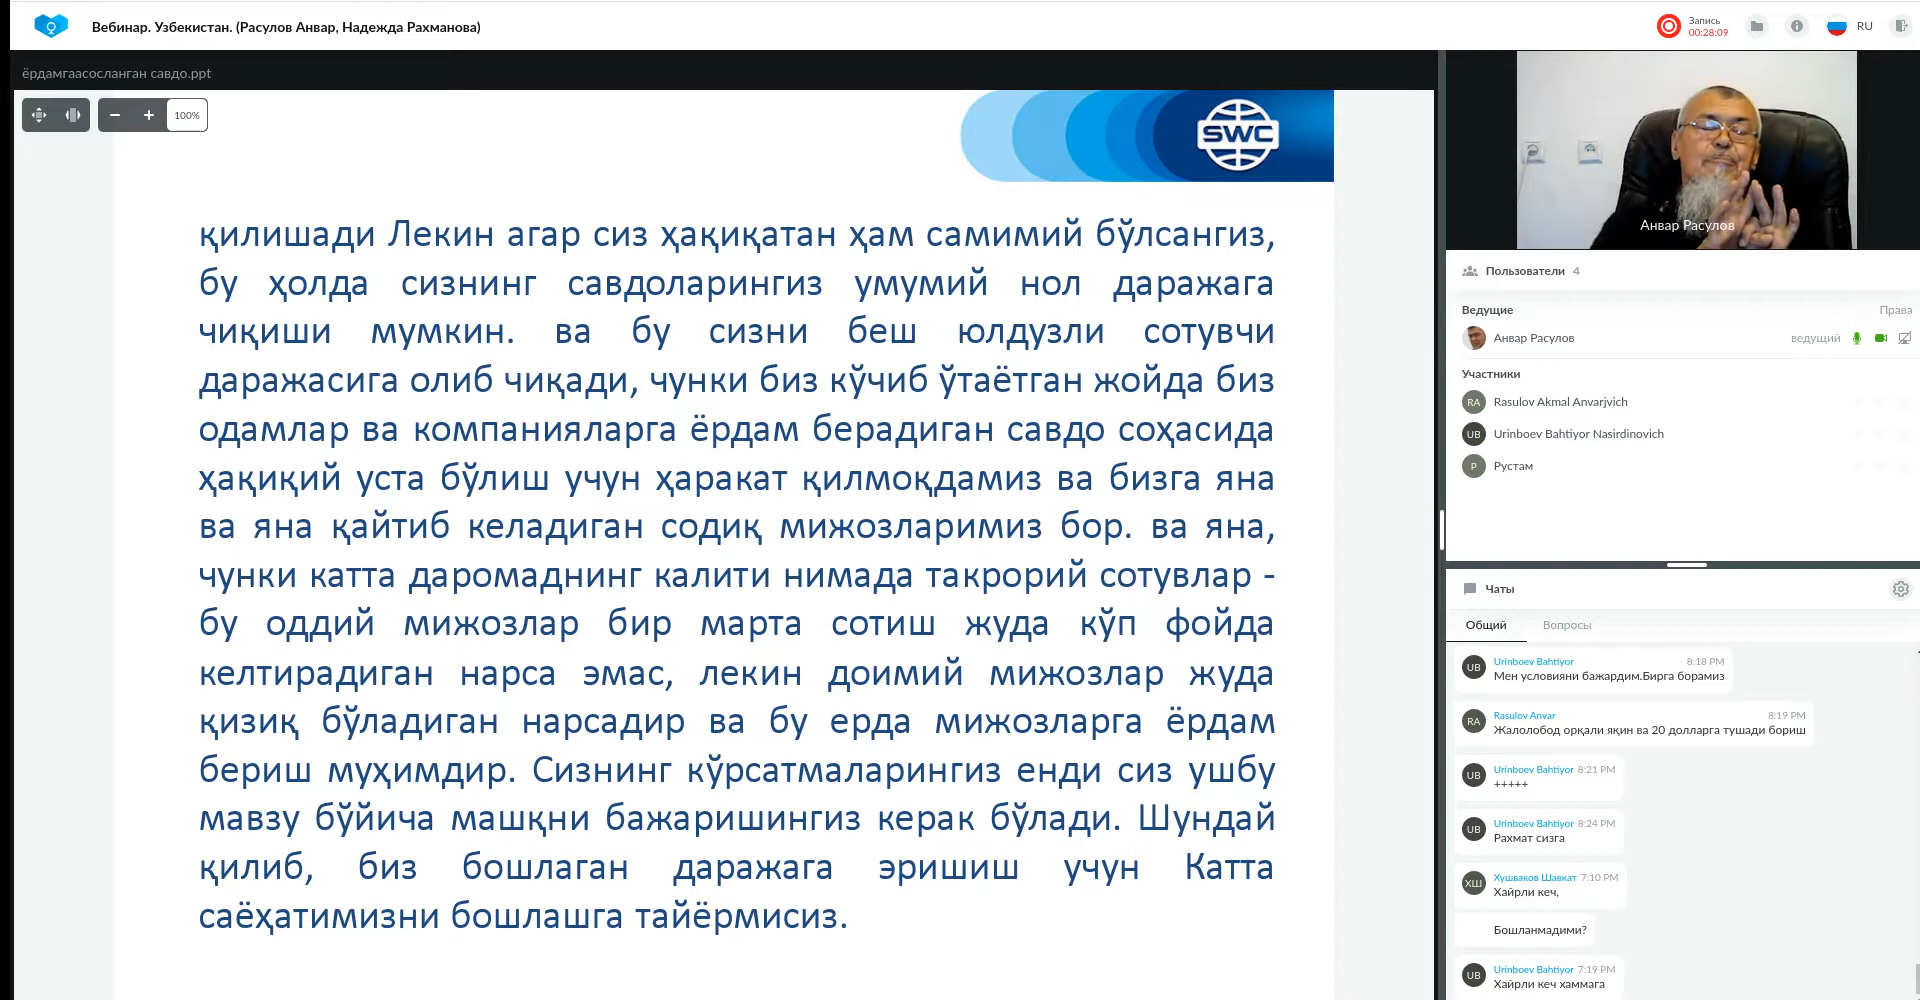 Вебинар. Узбекистан. (Расулов Анвар, Надежда Рахманова)
Запись
00:28:09
RU
ёрдамгаасосланган савдо.ppt
100%
SWC
қилишади Лекин агар сиз ҳақиқатан ҳам самимий бўлсангиз,
бу ҳолда сизнинг савдоларингиз умумий нол даражага
чиқиши мумкин. ва бу сизни беш юлдузли сотувчи
даражасига олиб чиқади, чунки биз кўчиб ўтаётган жойда биз
одамлар ва компанияларга ёрдам берадиган савдо соҳасида
ҳақиқий уста бўлиш учун ҳаракат қилмоқдамиз ва бизга яна
ва яна қайтиб келадиган содиқ мижозларимиз бор. ва яна,
чунки катта даромаднинг калити нимада такрорий сотувлар -
бу оддий мижозлар бир марта сотиш жуда кўп фойда
келтирадиган нарса эмас, лекин доимий мижозлар жуда
қизиқ бўладиган нарсадир ва бу ерда мижозларга ёрдам
бериш муҳимдир. Сизнинг кўрсатмаларингиз енди сиз ушбу
мавзу бўйича машқни бажаришингиз керак бўлади. Шундай
қилиб, биз бошлаган даражага эришиш учун Катта
саёҳатимизни бошлашга тайёрмисиз.
Анвар Расулов
Пользователи 4
Ведущие Права
Анвар Расулов ведущий
Участники
RA Rasulov Akmal Anvarjvich
UB Urinboev Bahtiyor Nasirdinovich
Р Рустам
Чаты
Общий Вопросы
UB Urinboev Bahtiyor 8:18 PM
Мен условияни бажардим.Бирга борамиз
RA Rasulov Anvar 8:19 PM
Жалолобод орқали яқин ва 20 долларга тушади бориш
UB Urinboev Bahtiyor 8:21 PM
+++++
UB Urinboev Bahtiyor 8:24 PM
Рахмат сизга
ХШ Хушваков Шавкат 7:10 PM
Хайрли кеч,
Бошланмадими?
UB Urinboev Bahtiyor 7:19 PM
Хайрли кеч хаммага